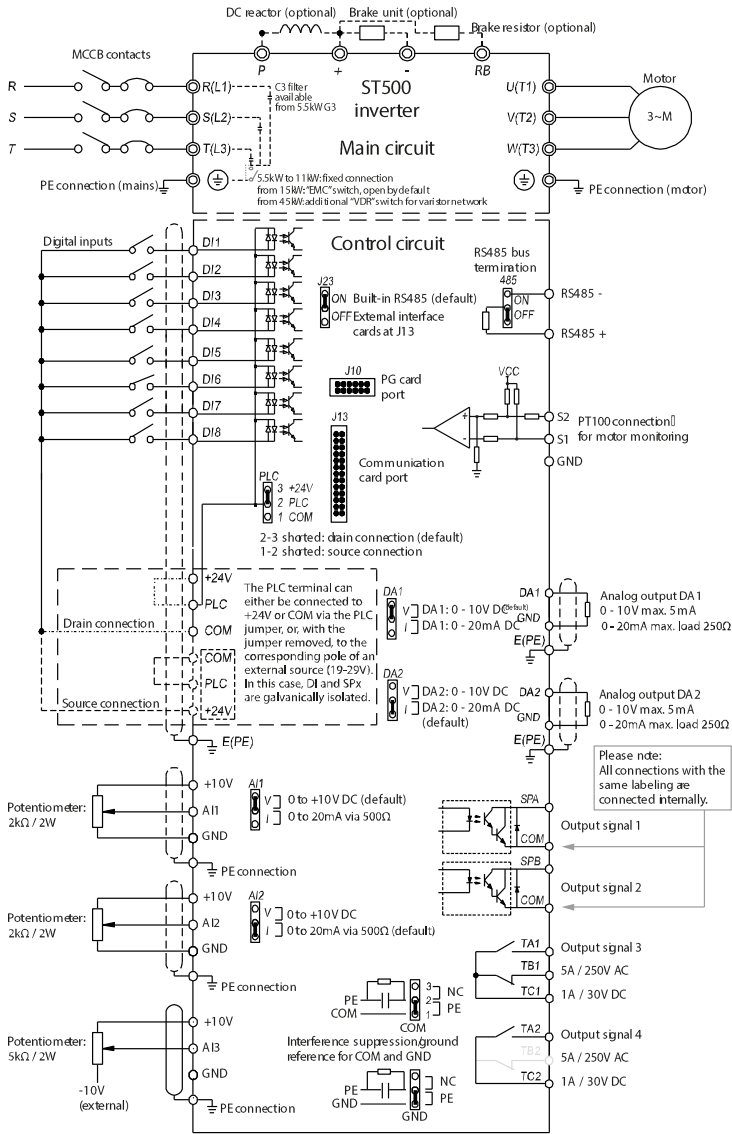 DC reactor (optional)
Brake unit (optional)
Brake resistor (optional)
MCCB contacts
P
+
-
RB
R
R(L1)
C3 filter
available
from 5.5kW G3
ST500
inverter
U(T1)
Motor
S
S(L2)
V(T2)
3~M
T
T(L3)
Main circuit
W(T3)
PE connection (mains)
5.5kW to 11kW: fixed connection
from 15kW: "EMC" switch, open by default
from 45kW: additional "VDR" switch for varistor network
PE connection (motor)
Digital inputs
DI1
DI2
DI3
DI4
DI5
DI6
DI7
DI8
Control circuit
J23
ON Built-in RS485 (default)
OFF External interface
cards at J13
RS485 bus
termination
485
ON
OFF
RS485 -
RS485 +
J10
PG card
port
J13
Communication
card port
VCC
+
-
S2
S1
GND
PT100 connection
for motor monitoring
PLC
3 +24V
2 PLC
1 COM
2-3 shorted: drain connection (default)
1-2 shorted: source connection
+24V
PLC
Drain connection
COM
COM
PLC
Source connection
+24V
E(PE)
The PLC terminal can
either be connected to
+24V or COM via the PLC
jumper, or, with the
jumper removed, to the
corresponding pole of an
external source (19-29V).
In this case, DI and SPx
are galvanically isolated.
DA1
V
DA1: 0 - 10V DC (default)
I
DA1: 0 - 20mA DC
DA2
V
DA2: 0 - 10V DC
I
DA2: 0 - 20mA DC
(default)
DA1
GND
E(PE)
Analog output DA1
0 - 10V max. 5mA
0 - 20mA max. load 250Ω
DA2
GND
E(PE)
Analog output DA2
0 - 10V max. 5mA
0 - 20mA max. load 250Ω
Please note:
All connections with the
same labeling are
connected internally.
Potentiometer:
2kΩ / 2W
+10V
AI1
GND
PE connection
AI1
V
0 to +10V DC (default)
I
0 to 20mA via 500Ω
SPA
COM
Output signal 1
SPB
COM
Output signal 2
Potentiometer:
2kΩ / 2W
+10V
AI2
GND
PE connection
AI2
V
0 to +10V DC
I
0 to 20mA via 500Ω (default)
TA1
TB1
TC1
Output signal 3
5A / 250V AC
1A / 30V DC
PE
COM
3
2
1
NC
PE
COM
Interference suppression/ground
reference for COM and GND
Potentiometer:
5kΩ / 2W
-10V
(external)
+10V
AI3
GND
PE connection
PE
GND
NC
PE
GND
TA2
TB2
TC2
Output signal 4
5A / 250V AC
1A / 30V DC